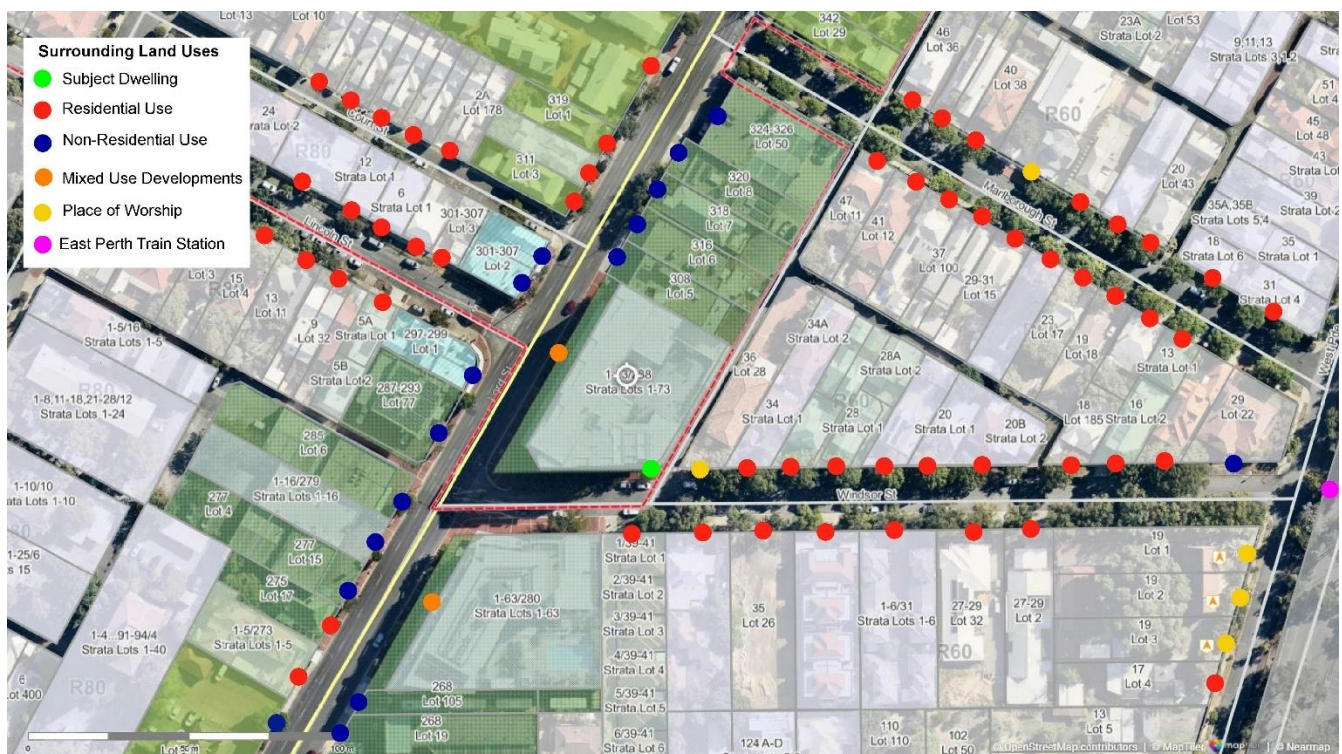 Surrounding Land Uses
Subject Dwelling
Residential Use
Non-Residential Use
Mixed Use Developments
Place of Worship
East Perth Train Station
Lot 13
Lot 10
24
Strata Lot 2
R80
Court St
2A
Lot 178
319
Lot 1
311
Lot 3
12
Strata Lot 1
6
Strata Lot 1
301-307
Lot 3
301-307
Lot 2
Lincoln St
342
Lot 29
324-326
Lot 50
320
Lot 8
318
Lot 7
316
Lot 6
308
Lot 5
Strata Lots 1-73
46
Lot 36
40
Lot 38
R60
23A
Strata Lot 2
Lot 53
9,11,13
Strata Lots 3,1,2
51
45
Lot 48
43
39
20
Lot 43
35A,35B
Strata Lots 5,4
18
Strata Lot 6
35
Strata Lot 1
31
Strata Lot 4
Marlborough St
47
Lot 11
41
Lot 12
37
Lot 100
29-31
Lot 15
23
Lot 17
19
Lot 18
13
Strata Lot 1
18
Lot 185
16
Strata Lot 2
29
Lot 22
Lot 3
15
Lot 4
13
Lot 11
9
Lot 32
5A
Strata Lot 1
5B
Strata Lot 2
297-299
Lot 1
287-293
Lot 77
1-5/16
Strata Lots 1-5
R80
1-8,11-18,21-28/12
Strata Lots 1-24
285
Lot 6
1-16/279
Strata Lots 1-16
277
Lot 4
277
Lot 15
275
Lot 17
1-5/273
Strata Lots 1-5
1-10/10
Strata Lots 1-10
1-25/6
1-4...91-94/4
Strata Lots 1-40
R80
6
Lot 400
36
Lot 28
34A
Strata Lot 2
34
Strata Lot 1
28A
Strata Lot 2
R60
28
Strata Lot 1
20
Strata Lot 1
20B
Strata Lot 2
Windsor St
1-63/280
Strata Lots 1-63
268
Lot 105
268
Lot 19
1/39-41
Strata Lot 1
2/39-41
Strata Lot 2
3/39-41
Strata Lot 3
4/39-41
Strata Lot 4
5/39-41
Strata Lot 5
6/39-41
Strata Lot 6
35
Lot 26
1-6/31
Strata Lots 1-6
27-29
Lot 32
R60
27-29
Lot 2
19
Lot 1
19
Lot 2
19
Lot 3
17
Lot 4
13
Lot 5
124 A-D
110
Lot 110
102
Lot 50
0
50 m
100 m
© OpenStreetMap contributors | © MapTiler
© Nearmap